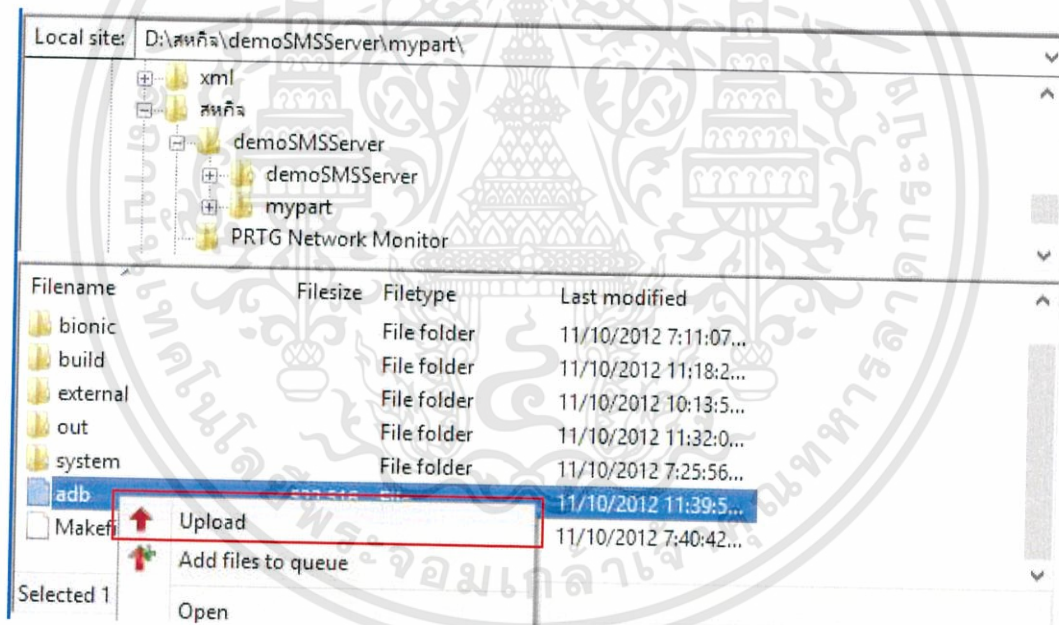 Local site: D:\สหกิจ\demoSMSServer\mypart\
xml
สหกิจ
demoSMSServer
demoSMSServer
mypart
PRTG Network Monitor
Filename Filesize Filetype Last modified
bionic File folder 11/10/2012 7:11:07...
build File folder 11/10/2012 11:18:2...
external File folder 11/10/2012 10:13:5...
out File folder 11/10/2012 11:32:0...
system File folder 11/10/2012 7:25:56...
adb 11/10/2012 11:39:5...
Makefi 11/10/2012 7:40:42...
Upload
Add files to queue
Selected 1
Open